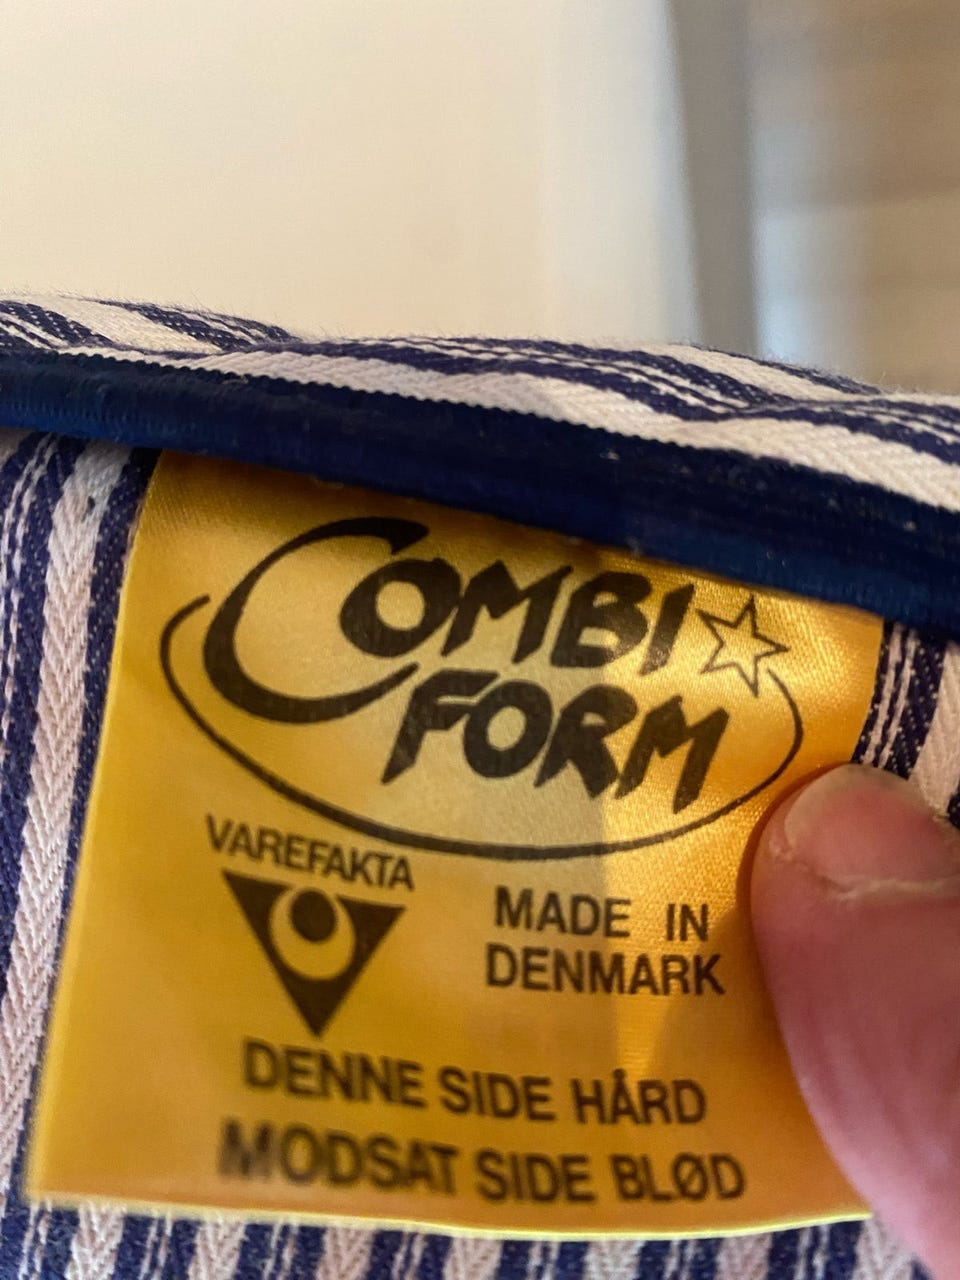 COMBI
FORM
VAREFAKTA
MADE IN
DENMARK
DENNE SIDE HÅRD
MODSAT SIDE BLØD